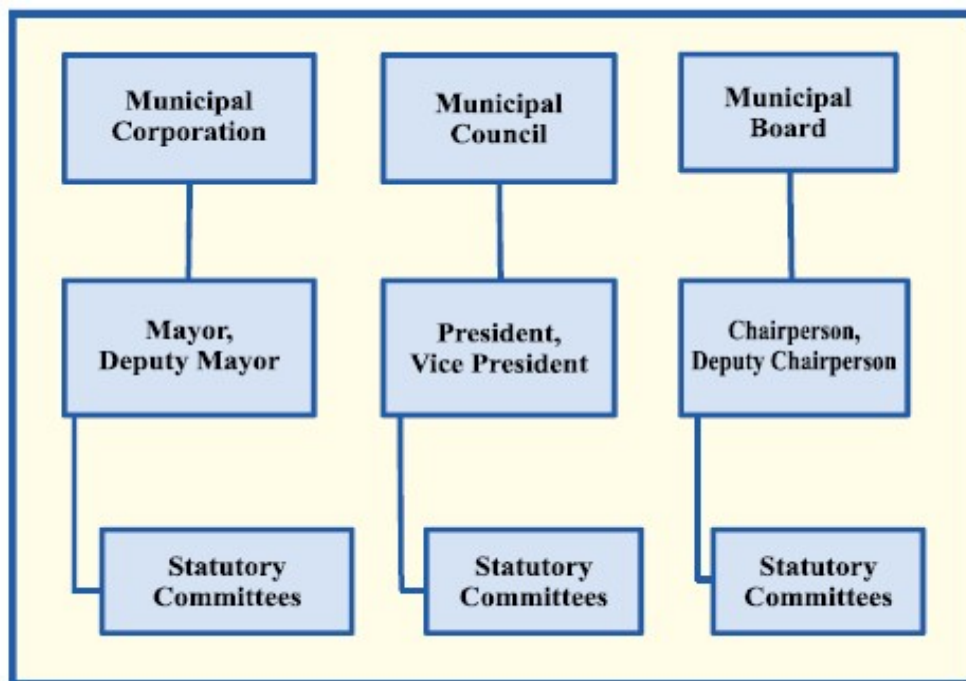 Municipal
Corporation
Municipal
Council
Municipal
Board
Mayor,
Deputy Mayor
President,
Vice President
Chairperson,
Deputy Chairperson
Statutory
Committees
Statutory
Committees
Statutory
Committees